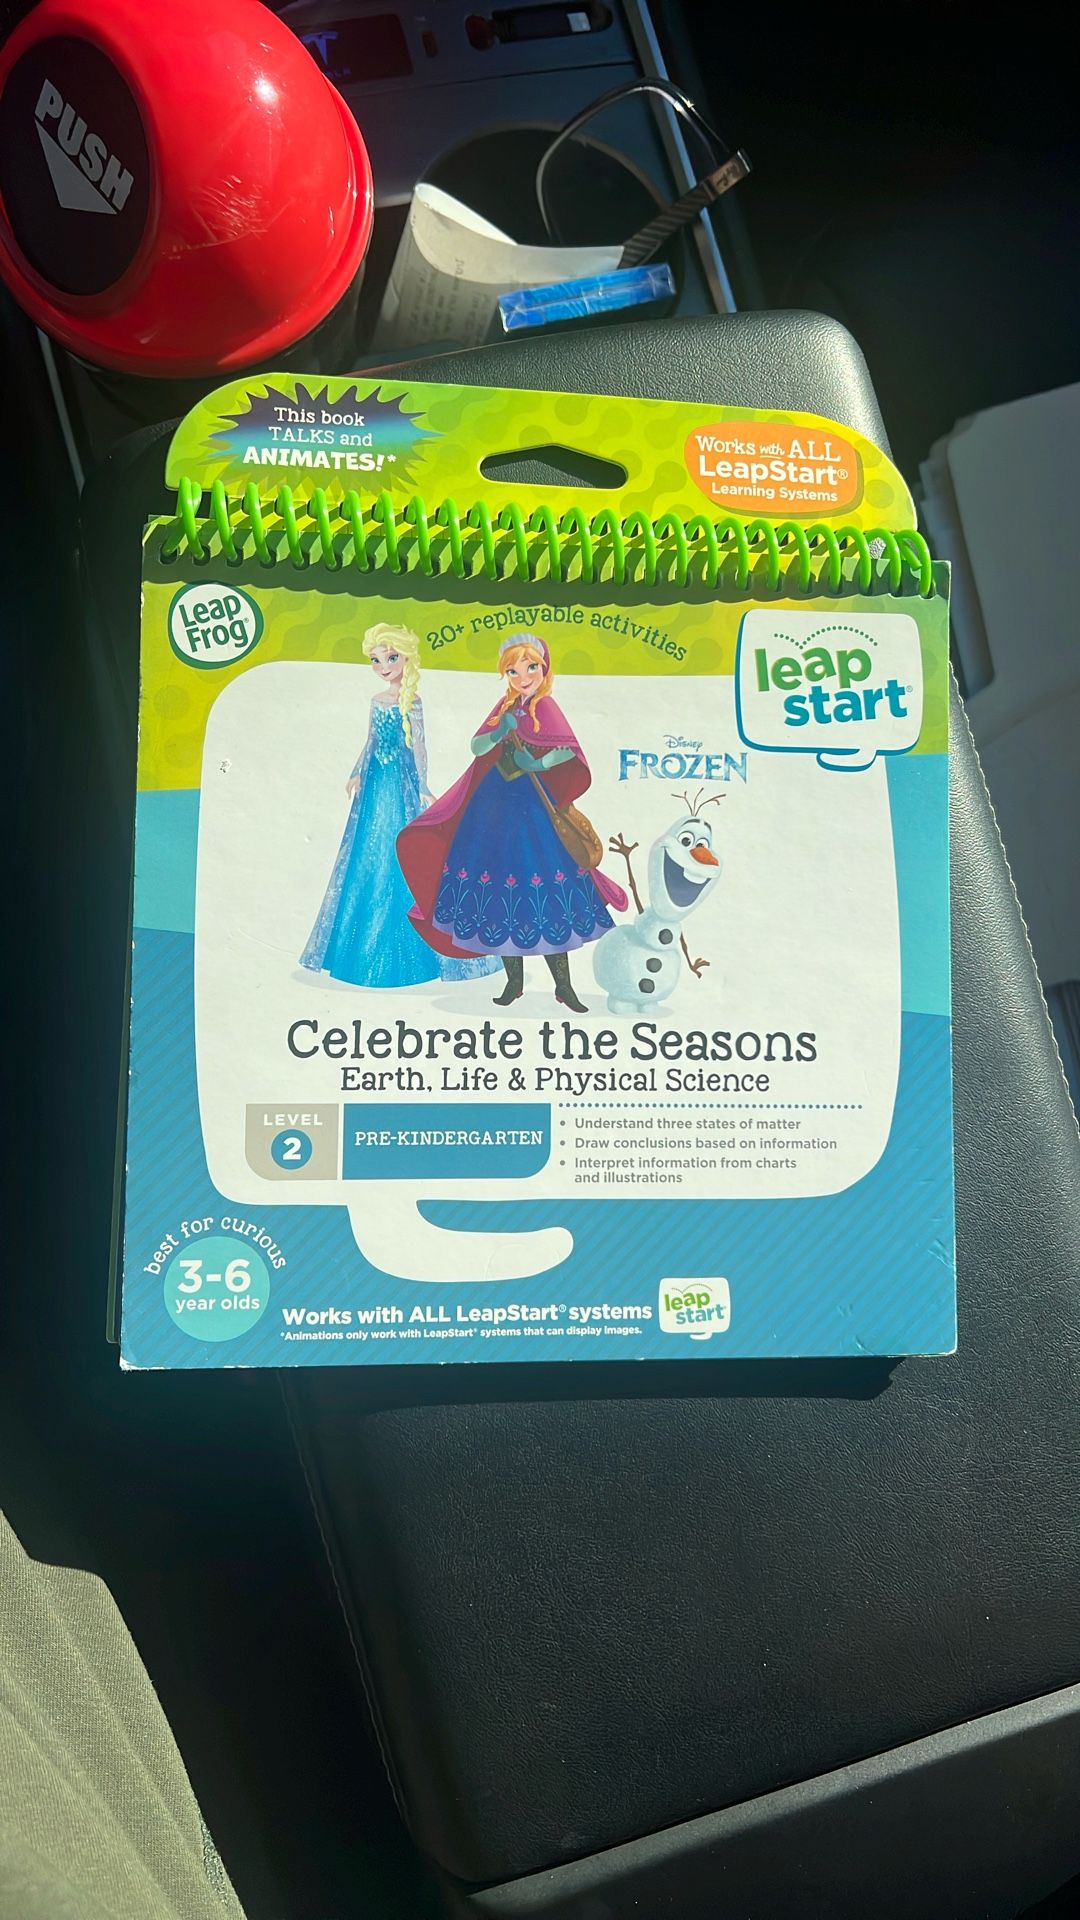 PUSH
This book
TALKS and
ANIMATES!*
Works with ALL
LeapStart®
Learning Systems
Leap
Frog®
20+ replayable activities
leap
start®
Disney
FROZEN
Celebrate the Seasons
Earth, Life & Physical Science
LEVEL
2
PRE-KINDERGARTEN
• Understand three states of matter
• Draw conclusions based on information
• Interpret information from charts
and illustrations
best for curious
3-6
year olds
Works with ALL LeapStart® systems
*Animations only work with LeapStart® systems that can display images.
leap
start